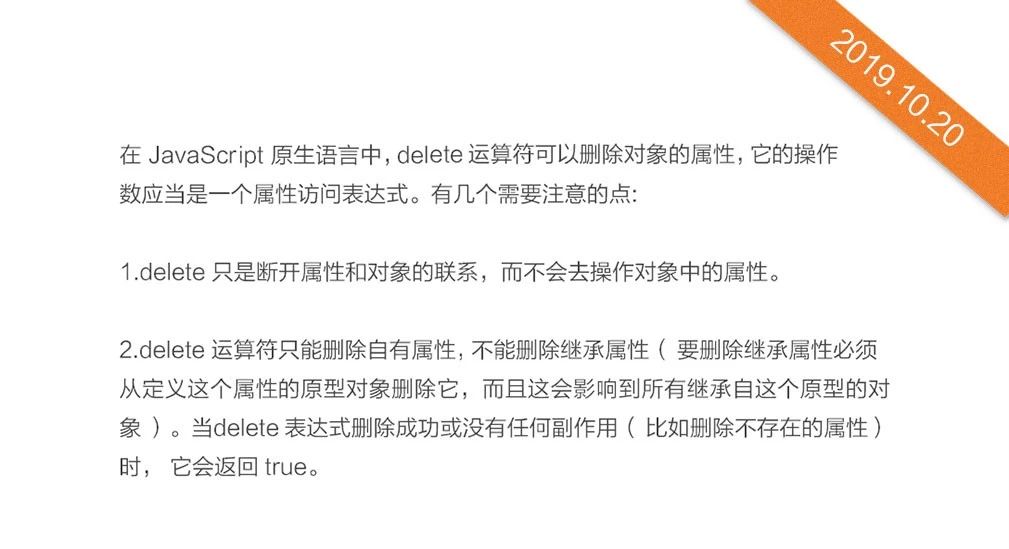 2019.10.20
在 JavaScript 原生语言中, delete 运算符可以删除对象的属性, 它的操作
数应当是一个属性访问表达式。有几个需要注意的点:
1.delete 只是断开属性和对象的联系，而不会去操作对象中的属性。
2.delete 运算符只能删除自有属性, 不能删除继承属性（ 要删除继承属性必须
从定义这个属性的原型对象删除它，而且这会影响到所有继承自这个原型的对
象 ）。当delete 表达式删除成功或没有任何副作用（ 比如删除不存在的属性）
时， 它会返回 true。